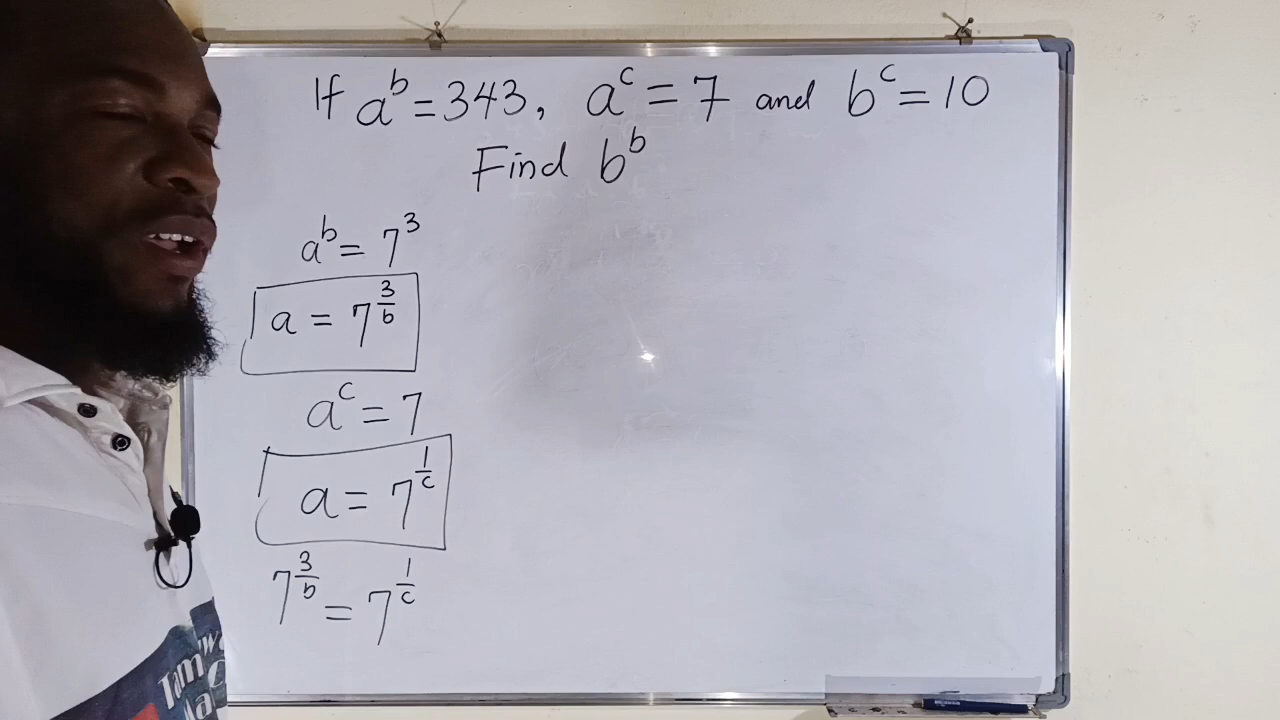 If a^b = 343, a^c = 7 and b^c = 10
Find b^b
a^b = 7^3
a = 7^(3/b)
a^c = 7
a = 7^(1/c)
7^(3/b) = 7^(1/c)